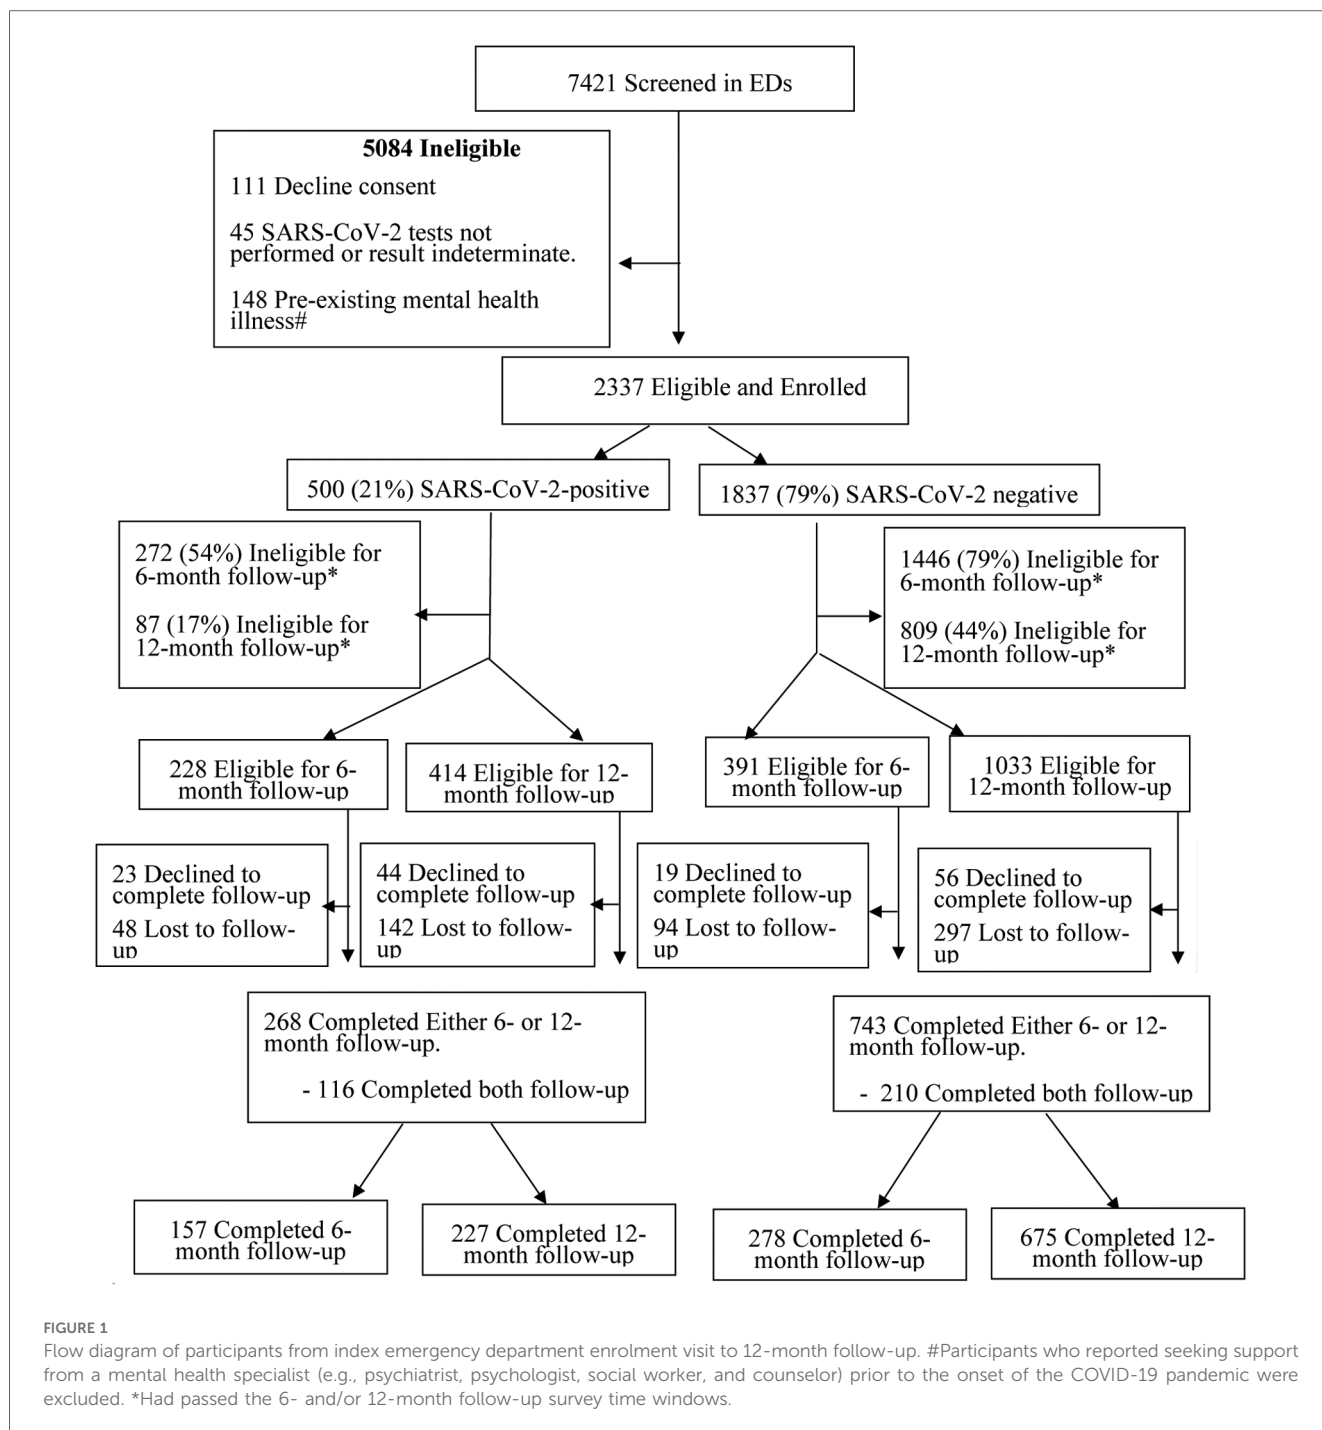 7421 Screened in EDs
5084 Ineligible
111 Decline consent
45 SARS-CoV-2 tests not
performed or result indeterminate.
148 Pre-existing mental health
illness#
2337 Eligible and Enrolled
500 (21%) SARS-CoV-2-positive
1837 (79%) SARS-CoV-2 negative
272 (54%) Ineligible for
6-month follow-up*
87 (17%) Ineligible for
12-month follow-up*
1446 (79%) Ineligible for
6-month follow-up*
809 (44%) Ineligible for
12-month follow-up*
228 Eligible for 6-
month follow-up
414 Eligible for 12-
month follow-up
391 Eligible for 6-
month follow-up
1033 Eligible for
12-month follow-up
23 Declined to
complete follow-up
48 Lost to follow-
up
44 Declined to
complete follow-up
142 Lost to follow-
up
19 Declined to
complete follow-up
94 Lost to follow-
up
56 Declined to
complete follow-up
297 Lost to follow-
up
268 Completed Either 6- or 12-
month follow-up.
- 116 Completed both follow-up
743 Completed Either 6- or 12-
month follow-up.
- 210 Completed both follow-up
157 Completed 6-
month follow-up
227 Completed 12-
month follow-up
278 Completed 6-
month follow-up
675 Completed 12-
month follow-up
FIGURE 1
Flow diagram of participants from index emergency department enrolment visit to 12-month follow-up. #Participants who reported seeking support
from a mental health specialist (e.g., psychiatrist, psychologist, social worker, and counselor) prior to the onset of the COVID-19 pandemic were
excluded. *Had passed the 6- and/or 12-month follow-up survey time windows.